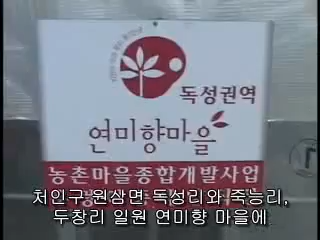 독성권역
연미향마을
농촌마을종합개발사업
처인구 원삼면 독성리와 죽능리,
두창리 일원 연미향 마을에